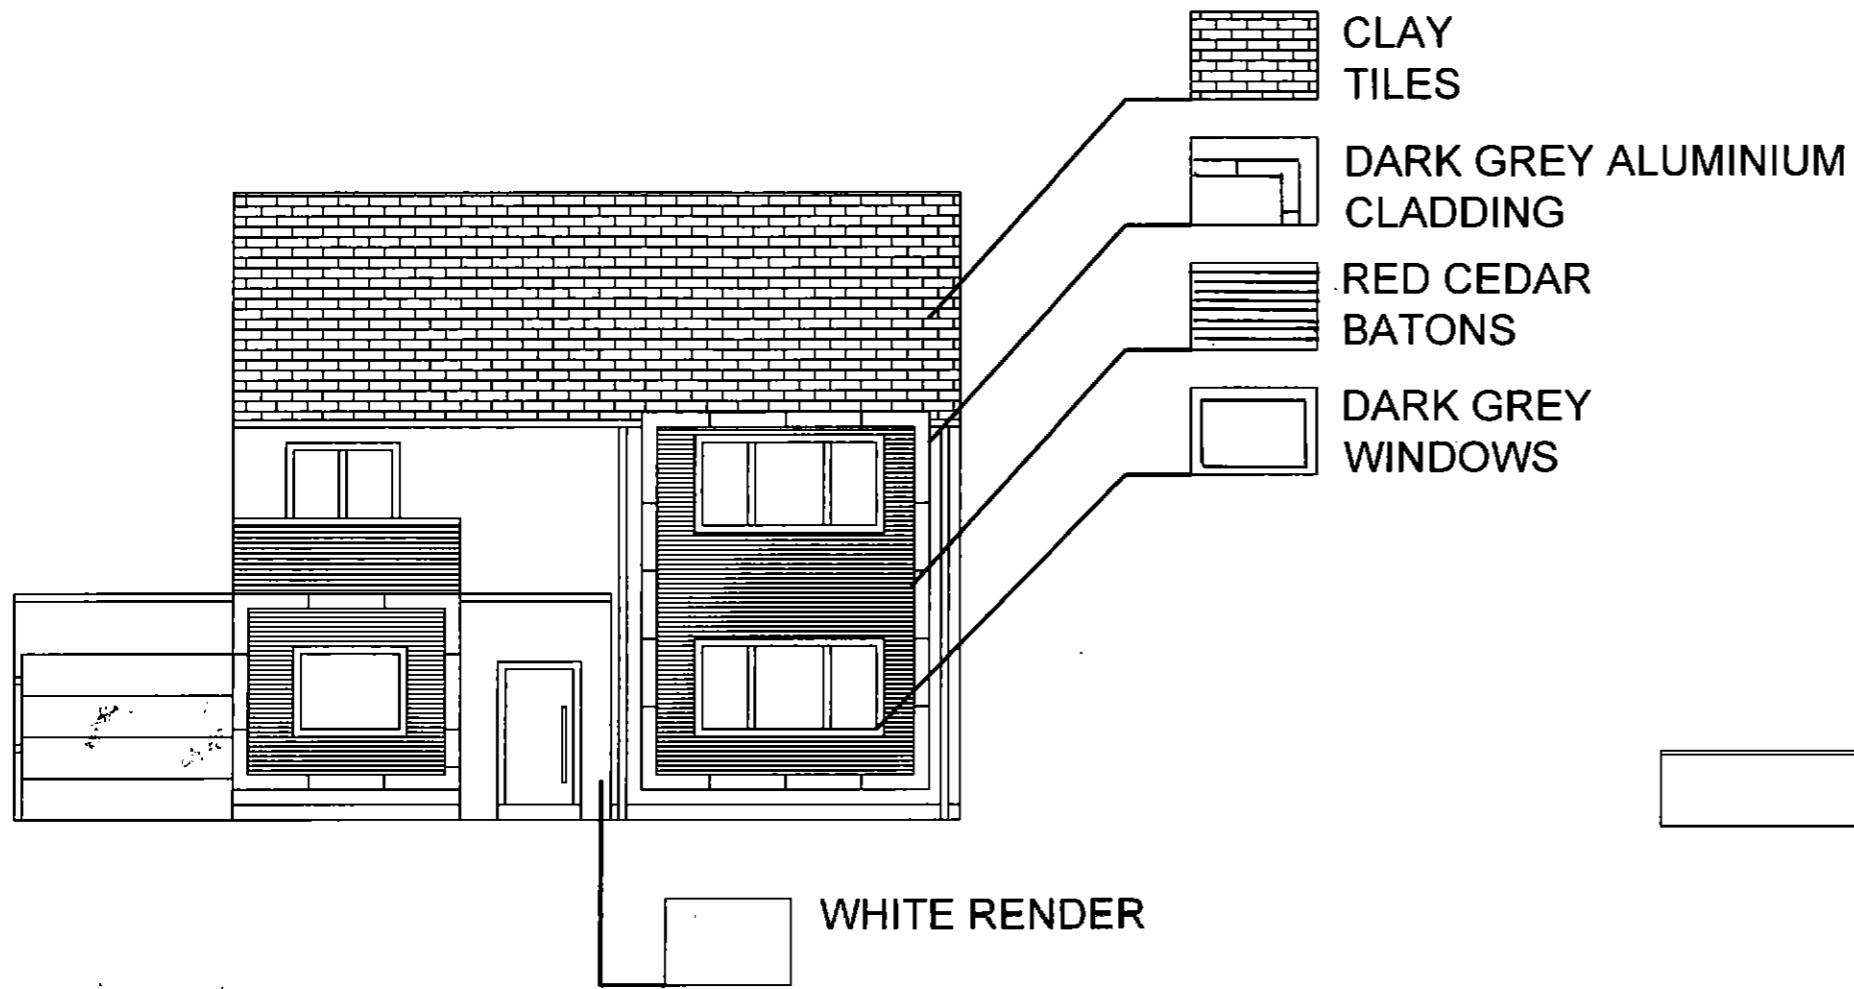 CLAY
TILES
DARK GREY ALUMINIUM
CLADDING
RED CEDAR
BATONS
DARK GREY
WINDOWS
WHITE RENDER